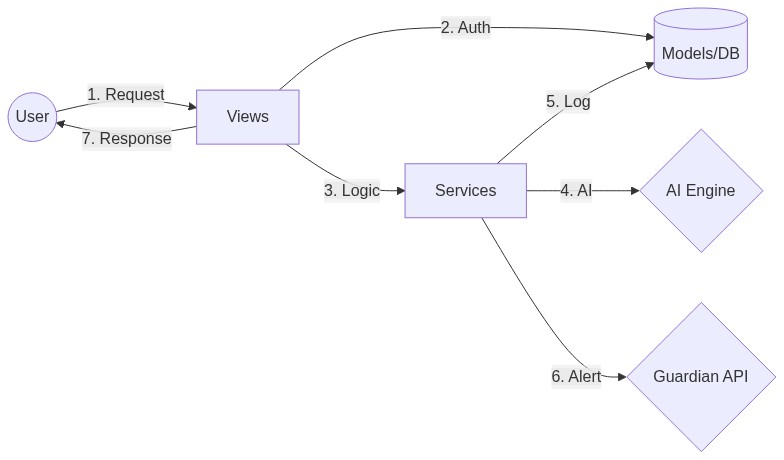 2. Auth
Models/DB
1. Request
5. Log
User
Views
7. Response
3. Logic
Services
4. AI
AI Engine
6. Alert
Guardian API